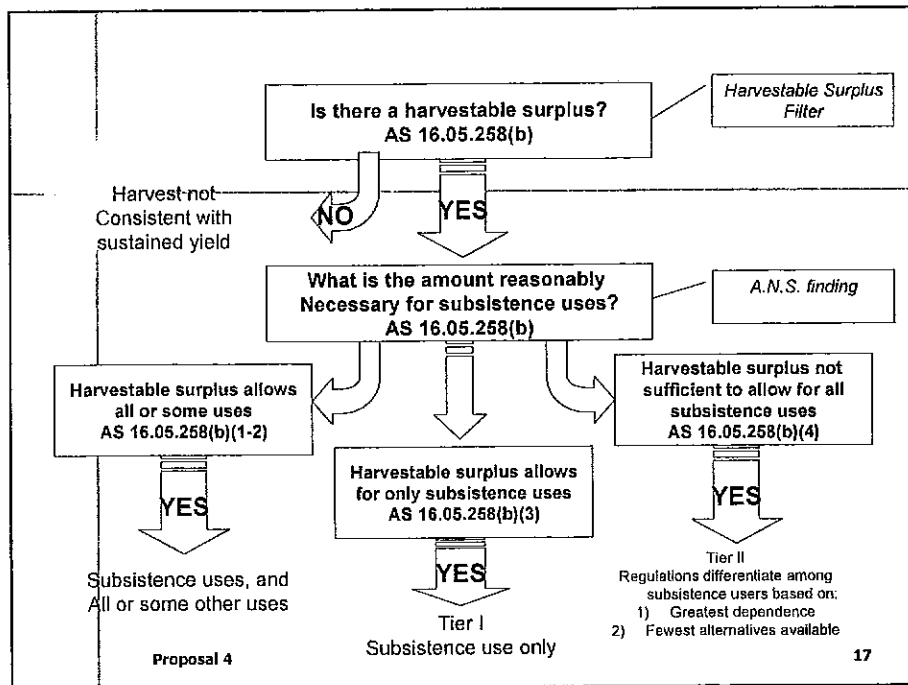 Is there a harvestable surplus?
AS 16.05.258(b)
Harvestable Surplus
Filter
NO
YES
Harvest not
Consistent with
sustained yield
What is the amount reasonably
Necessary for subsistence uses?
AS 16.05.258(b)
A.N.S. finding
Harvestable surplus allows
all or some uses
AS 16.05.258(b)(1-2)
Harvestable surplus allows
for only subsistence uses
AS 16.05.258(b)(3)
Harvestable surplus not
sufficient to allow for all
subsistence uses
AS 16.05.258(b)(4)
YES
YES
YES
Subsistence uses, and
All or some other uses
Tier I
Subsistence use only
Tier II
Regulations differentiate among
subsistence users based on:
1) Greatest dependence
2) Fewest alternatives available
Proposal 4
17